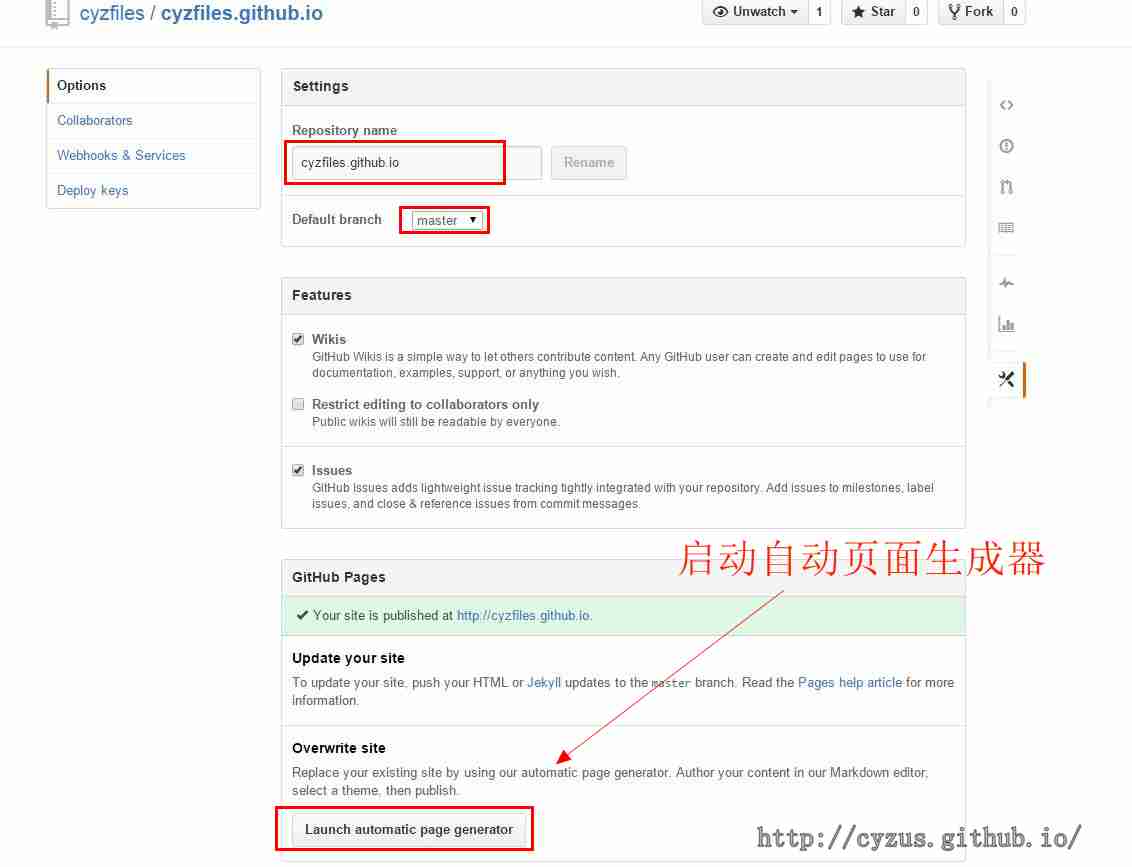 cyzfiles / cyzfiles.github.io
Unwatch 1 Star 0 Fork 0
Options
Collaborators
Webhooks & Services
Deploy keys
Settings
Repository name
cyzfiles.github.io Rename
Default branch master
Features
Wikis
GitHub Wikis is a simple way to let others contribute content. Any GitHub user can create and edit pages to use for
documentation, examples, support, or anything you wish.
Restrict editing to collaborators only
Public wikis will still be readable by everyone.
Issues
GitHub Issues adds lightweight issue tracking tightly integrated with your repository. Add issues to milestones, label
issues, and close & reference issues from commit messages.
启动自动页面生成器
GitHub Pages
Your site is published at http://cyzfiles.github.io.
Update your site
To update your site, push your HTML or Jekyll updates to the master branch. Read the Pages help article for more
information.
Overwrite site
Replace your existing site by using our automatic page generator. Author your content in our Markdown editor,
select a theme, then publish.
Launch automatic page generator
http://cyzus.github.io/